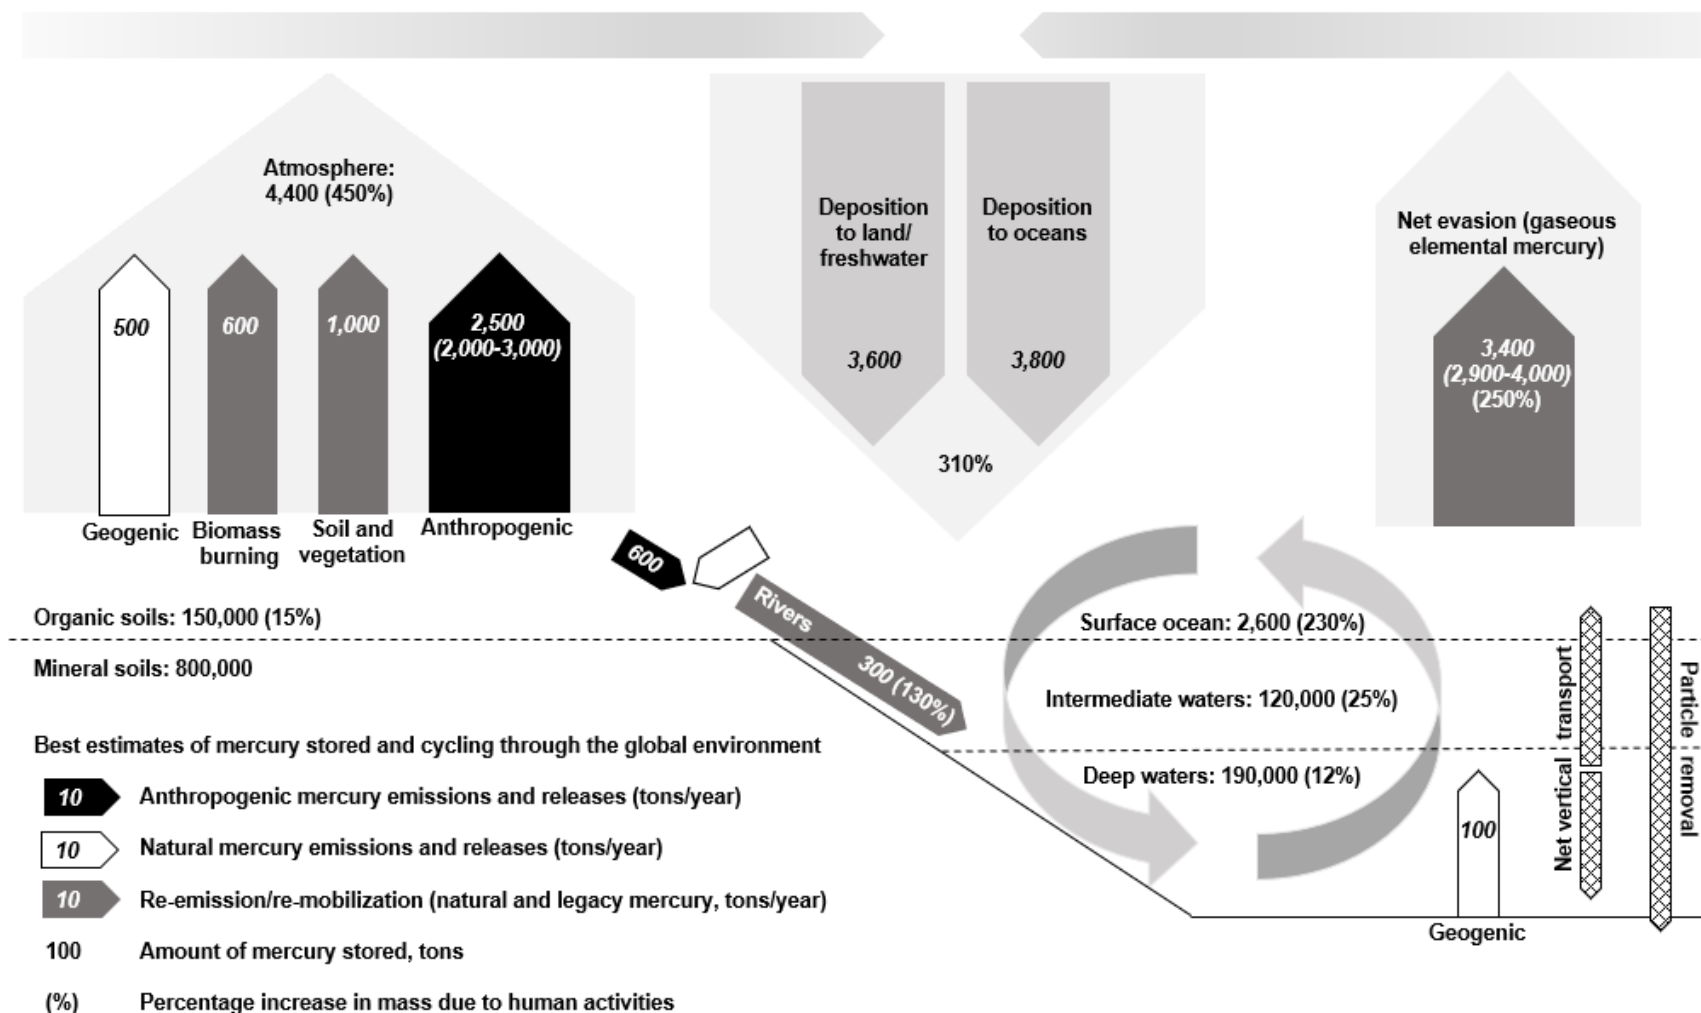 Atmosphere:
4,400 (450%)
500
600
1,000
2,500
(2,000-3,000)
Geogenic
Biomass
burning
Soil and
vegetation
Anthropogenic
Deposition
to land/
freshwater
3,600
Deposition
to oceans
3,800
310%
Net evasion (gaseous
elemental mercury)
3,400
(2,900-4,000)
(250%)
600
Rivers
300 (130%)
Organic soils: 150,000 (15%)
Mineral soils: 800,000
Surface ocean: 2,600 (230%)
Intermediate waters: 120,000 (25%)
Deep waters: 190,000 (12%)
100
Geogenic
Net vertical transport
Particle removal
Best estimates of mercury stored and cycling through the global environment
10 Anthropogenic mercury emissions and releases (tons/year)
10 Natural mercury emissions and releases (tons/year)
10 Re-emission/re-mobilization (natural and legacy mercury, tons/year)
100 Amount of mercury stored, tons
(%) Percentage increase in mass due to human activities